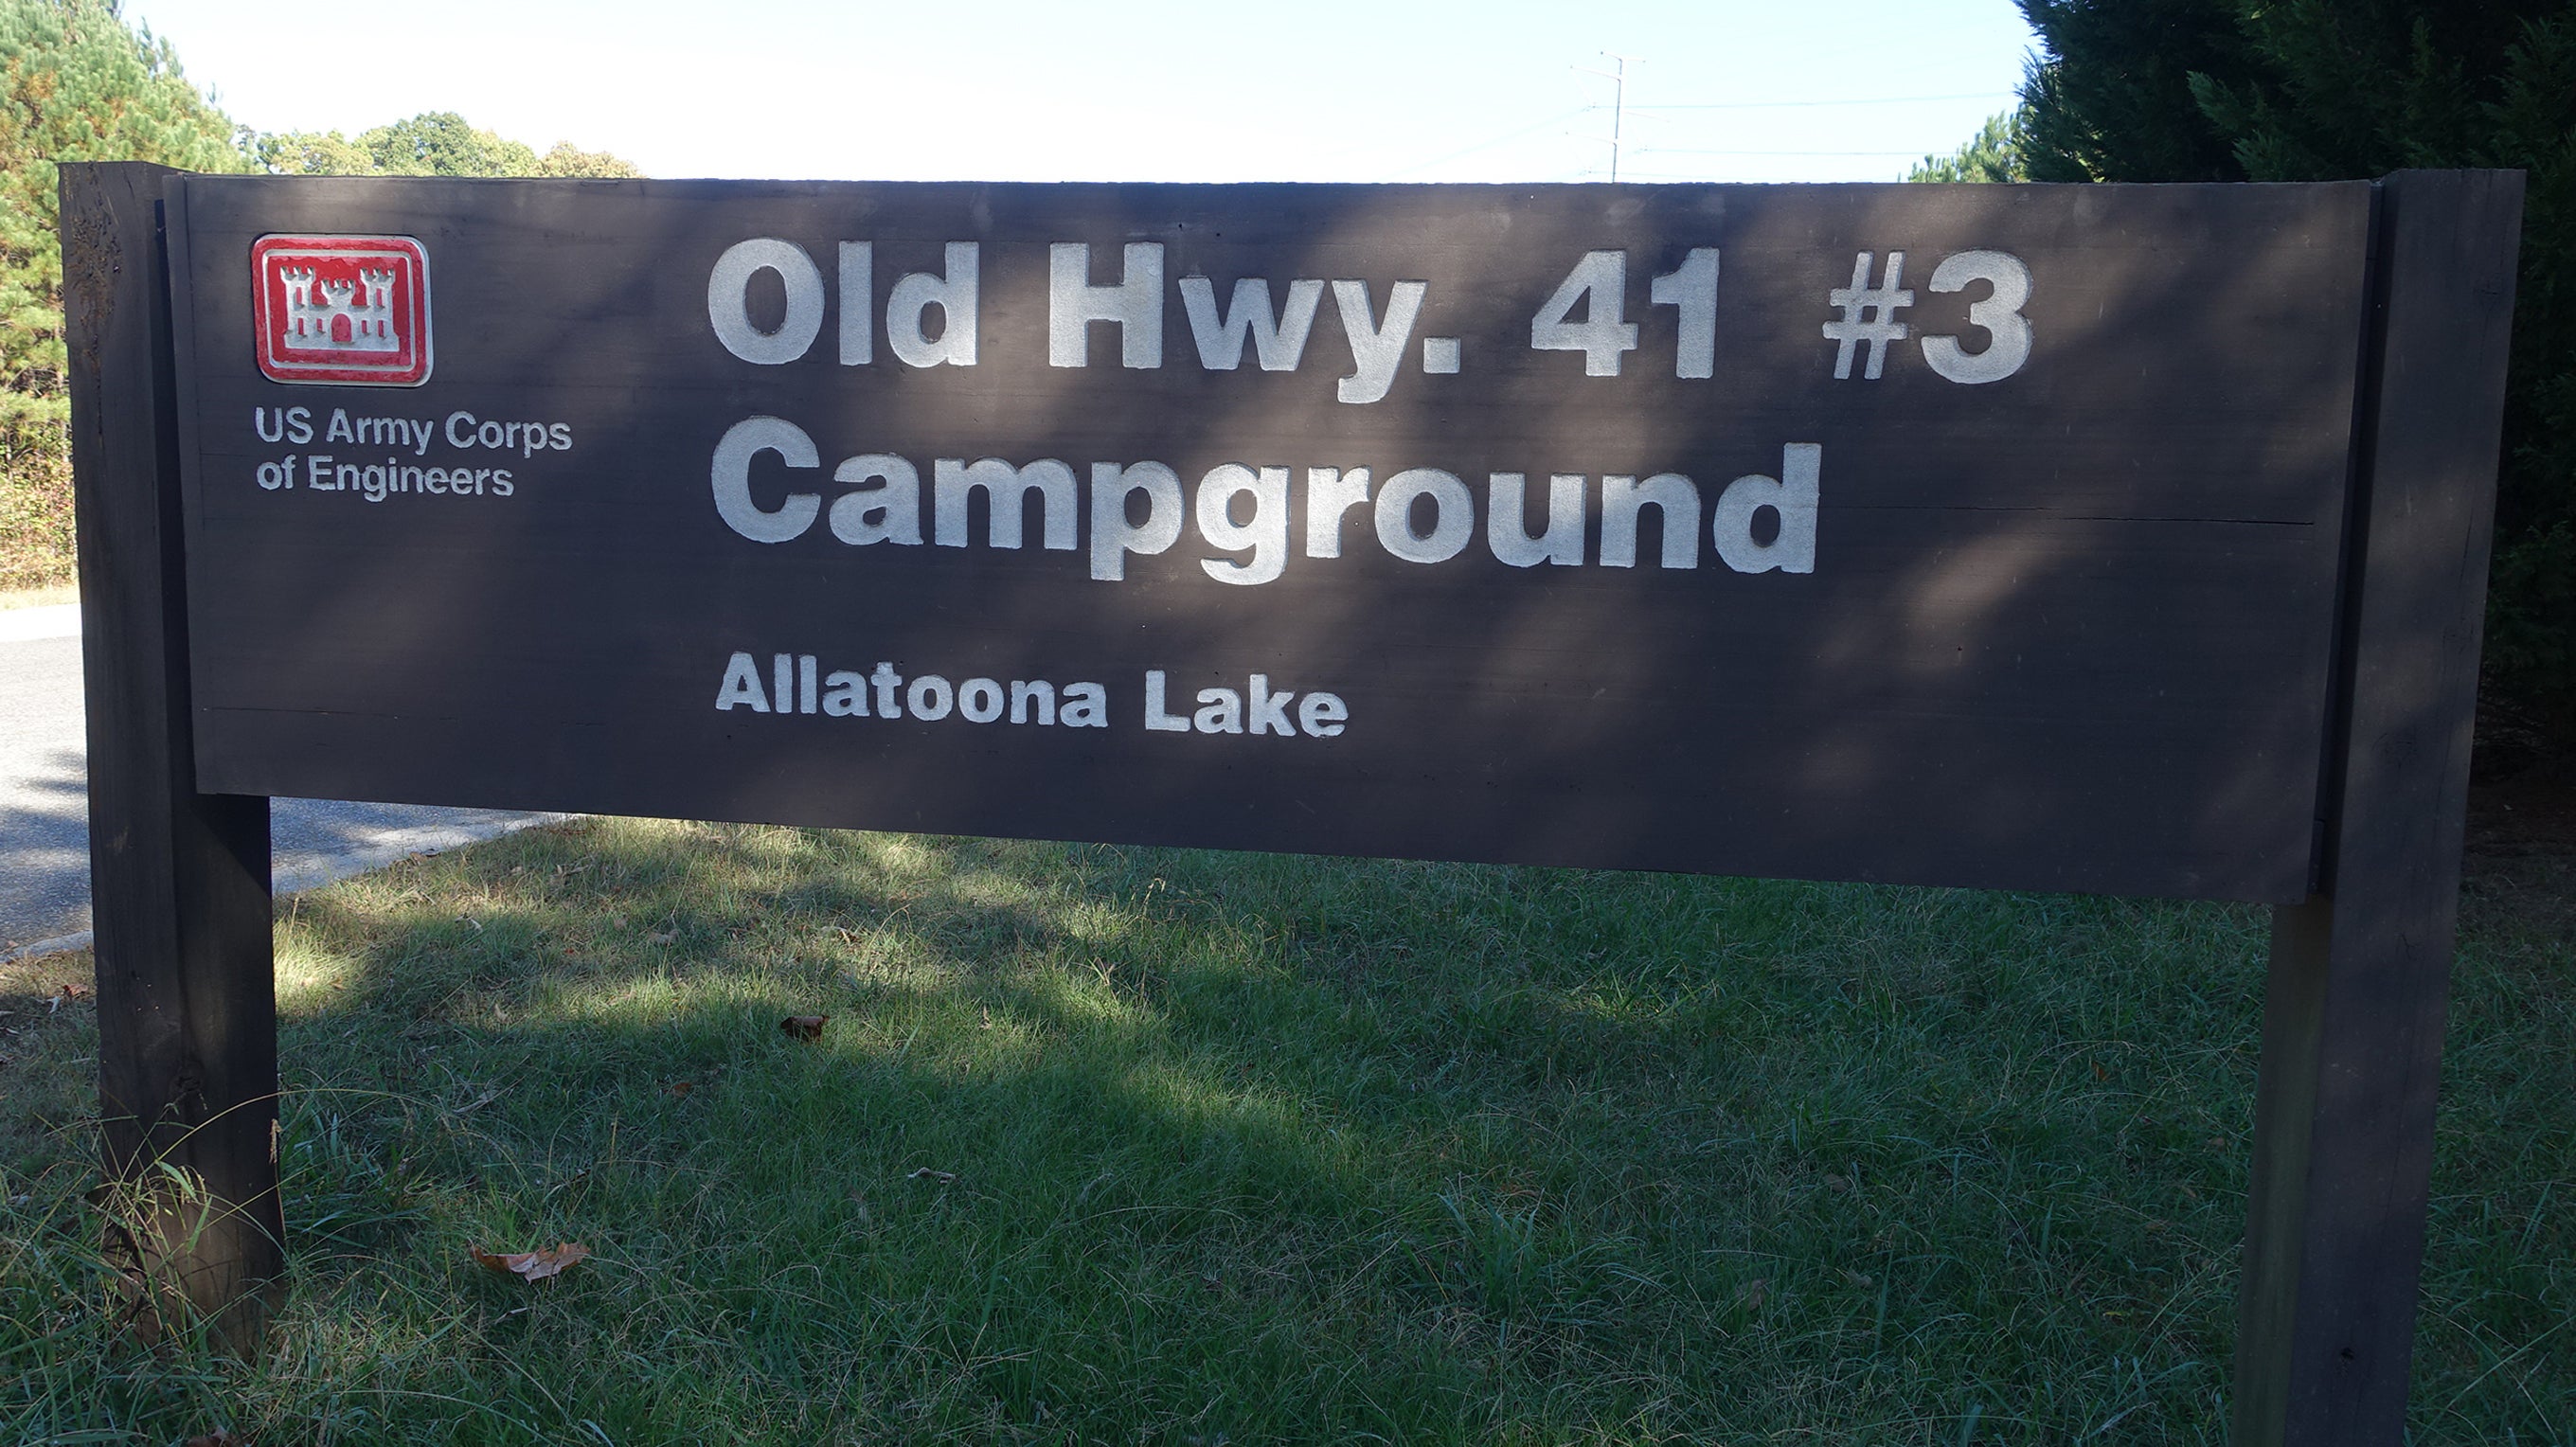 US Army Corps
of Engineers
Old Hwy. 41 #3
Campground
Allatoona Lake